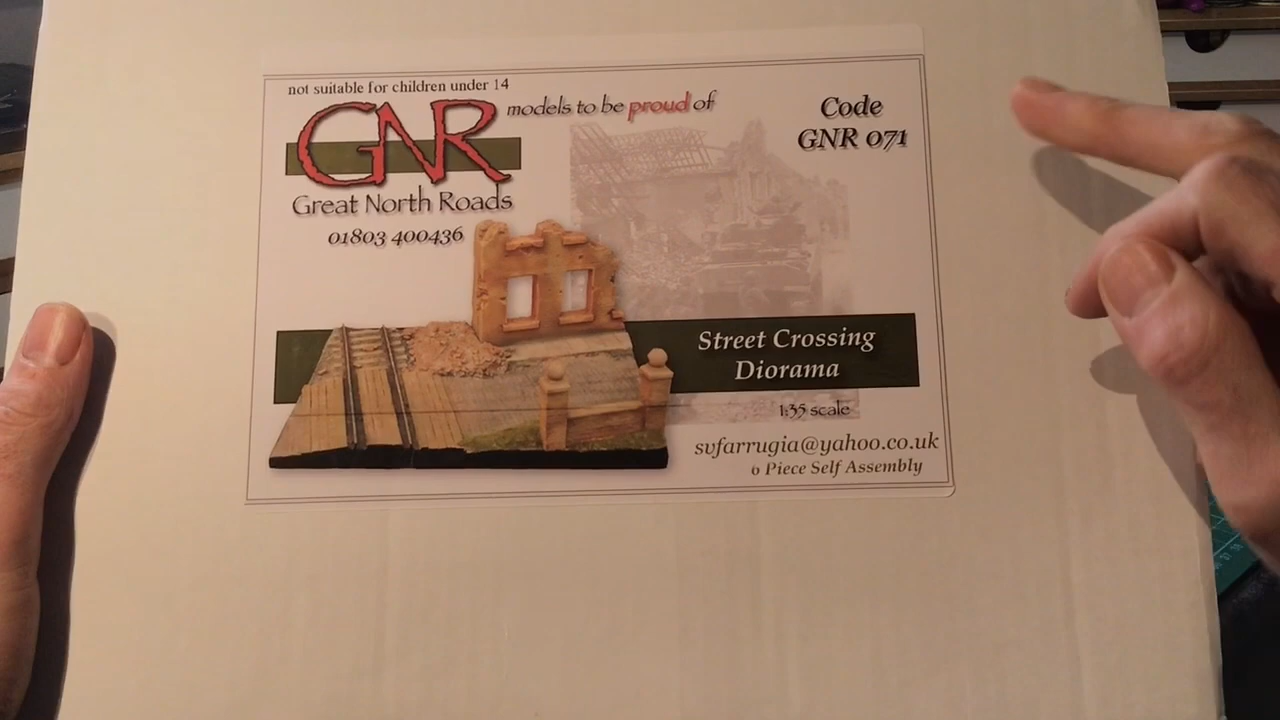 not suitable for children under 14
GNR models to be proud of
Great North Roads
01803 400436
Code
GNR 071
Street Crossing
Diorama
1:35 scale
svfarrugia@yahoo.co.uk
6 Piece Self Assembly